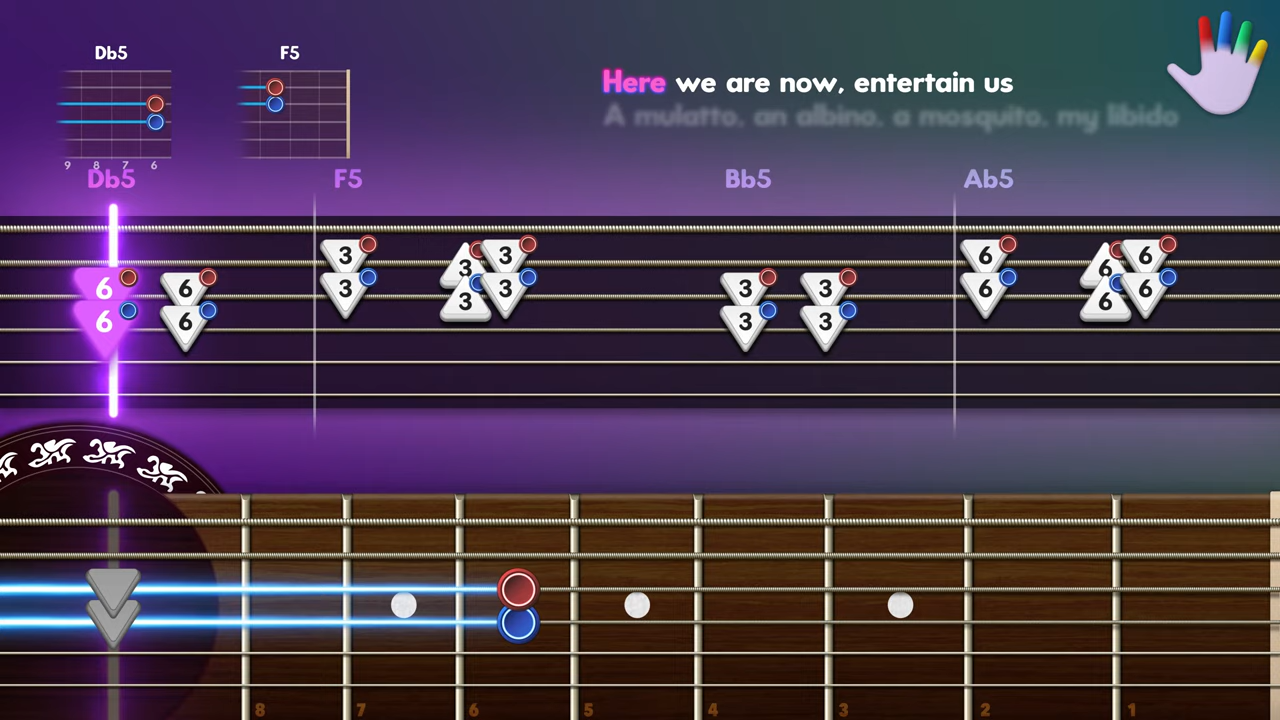 Db5 F5
Here we are now, entertain us
A mulatto, an albino, a mosquito, my libido
9 8 7 6
Db5 F5 Bb5 Ab5
3 3 6 3 3 6
6 6 3 3 3 3 3 6 6 6
6 6 3 3
8 7 6 5 4 3 2 1